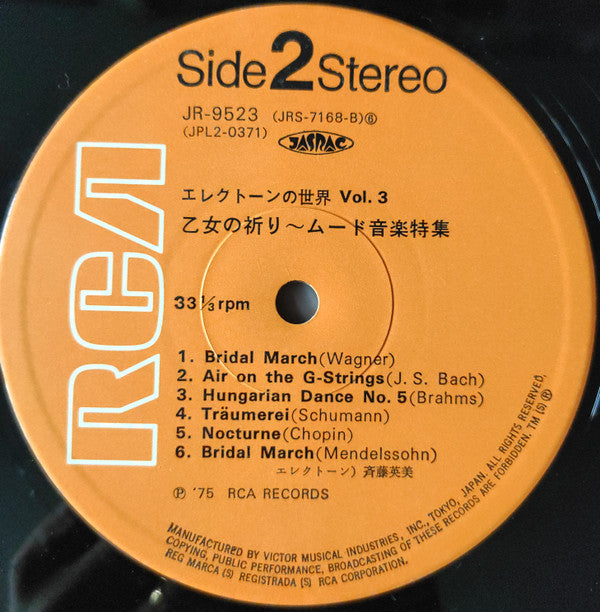 Side 2 Stereo
JR-9523 (JRS-7168-B)⑥
(JPL2-0371)
JASRAC
RCA
エレクトーンの世界 Vol. 3
乙女の祈り～ムード音楽特集
33 1/3 rpm
1. Bridal March(Wagner)
2. Air on the G-Strings(J. S. Bach)
3. Hungarian Dance No. 5(Brahms)
4. Träumerei(Schumann)
5. Nocturne(Chopin)
6. Bridal March(Mendelssohn)
エレクトーン）斉藤英美
Ⓟ '75 RCA RECORDS
MANUFACTURED BY VICTOR MUSICAL INDUSTRIES, INC., TOKYO, JAPAN. ALL RIGHTS RESERVED,
COPYING, PUBLIC PERFORMANCE, BROADCASTING OF THESE RECORDS ARE FORBIDDEN. TM (S) ®
REG MARCA (S) REGISTRADA (S) RCA CORPORATION.